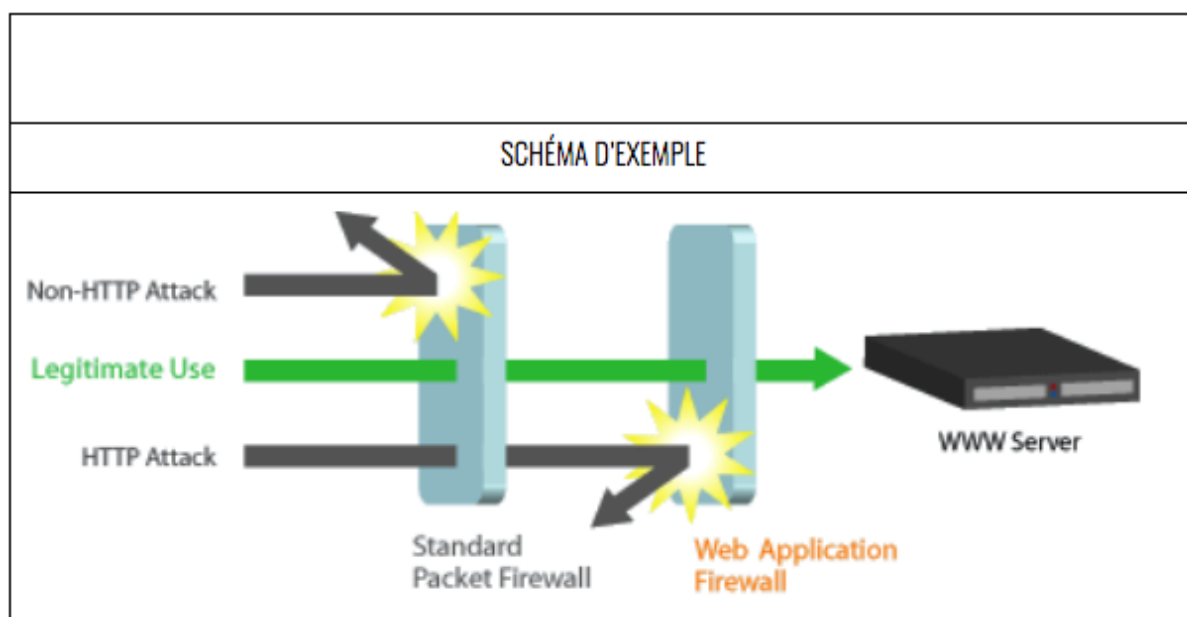 SCHÉMA D'EXEMPLE
Non-HTTP Attack
Legitimate Use
HTTP Attack
WWW Server
Standard
Packet Firewall
Web Application
Firewall